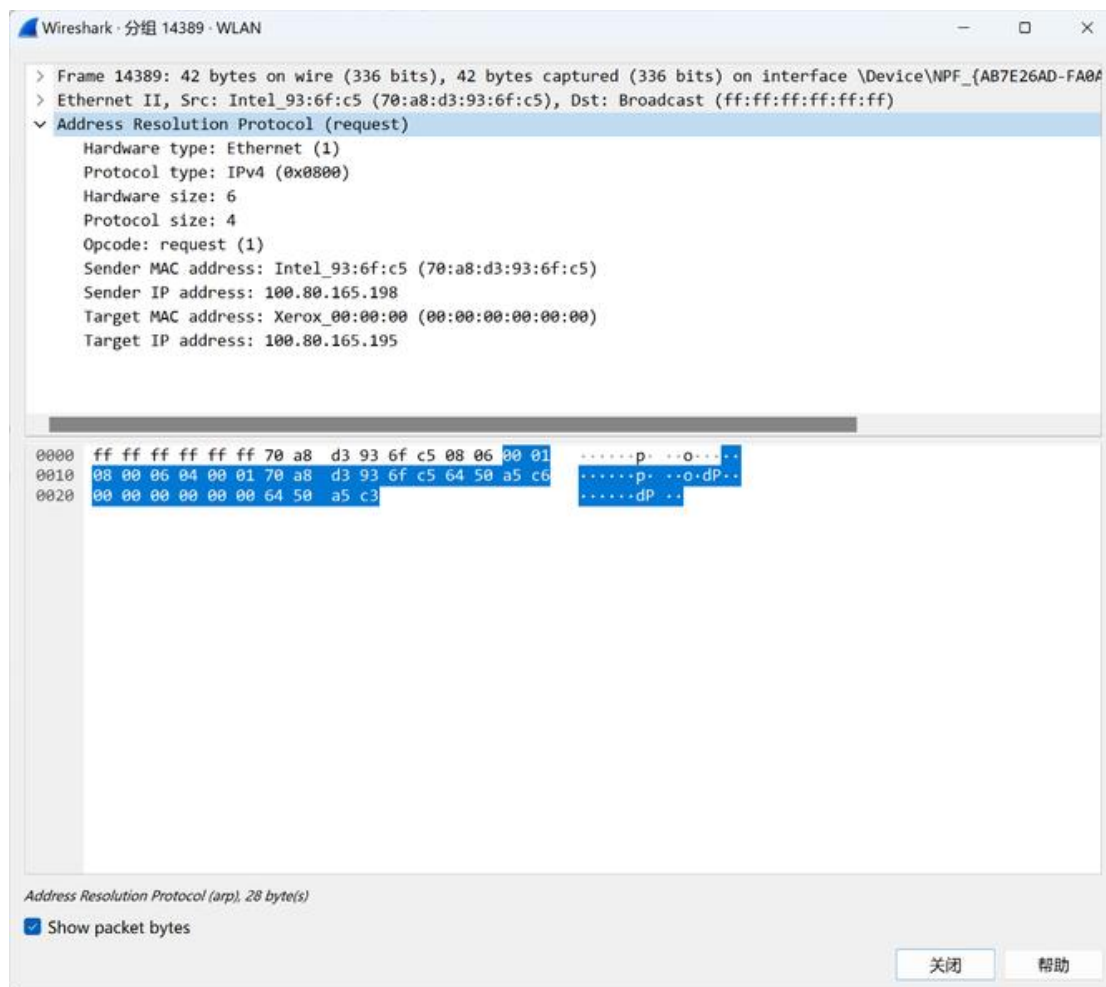 Wireshark · 分组 14389 · WLAN
> Frame 14389: 42 bytes on wire (336 bits), 42 bytes captured (336 bits) on interface \Device\NPF_{AB7E26AD-FA0A
> Ethernet II, Src: Intel_93:6f:c5 (70:a8:d3:93:6f:c5), Dst: Broadcast (ff:ff:ff:ff:ff:ff)
Address Resolution Protocol (request)
Hardware type: Ethernet (1)
Protocol type: IPv4 (0x0800)
Hardware size: 6
Protocol size: 4
Opcode: request (1)
Sender MAC address: Intel_93:6f:c5 (70:a8:d3:93:6f:c5)
Sender IP address: 100.80.165.198
Target MAC address: Xerox_00:00:00 (00:00:00:00:00:00)
Target IP address: 100.80.165.195
0000 ff ff ff ff ff ff 70 a8 d3 93 6f c5 08 06 00 01 ······p· ··o·····
0010 08 00 06 04 00 01 70 a8 d3 93 6f c5 64 50 a5 c6 ······p· ··o·dP··
0020 00 00 00 00 00 00 64 50 a5 c3 ······dP ··
Address Resolution Protocol (arp), 28 byte(s)
Show packet bytes
关闭 帮助